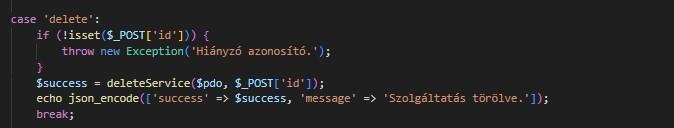 case 'delete':
if (!isset($_POST['id'])) {
throw new Exception('Hiányzó azonosító.');
}
$success = deleteService($pdo, $_POST['id']);
echo json_encode(['success' => $success, 'message' => 'Szolgáltatás törölve.']);
break;